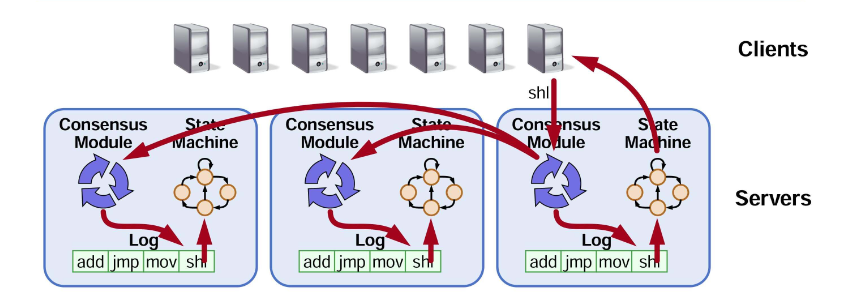 Clients
shl
Consensus Module
State Machine
Log
add jmp mov shl
Consensus Module
State Machine
Log
add jmp mov shl
Consensus Module
State Machine
Log
add jmp mov shl
Servers